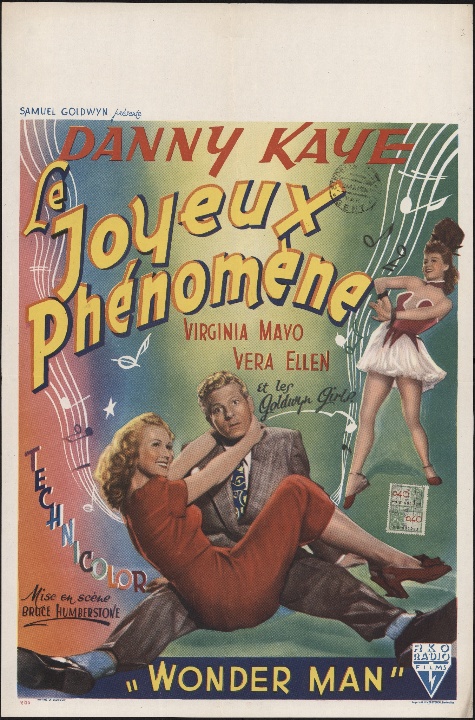 SAMUEL GOLDWYN présente
DANNY KAYE
Le
Joyeux
Phénomène
VIRGINIA MAYO
VERA ELLEN
et les
Goldwyn Girls
TECHNICOLOR
Mise en scène
BRUCE HUMBERSTONE
RKO
RADIO
FILMS
„WONDER MAN"